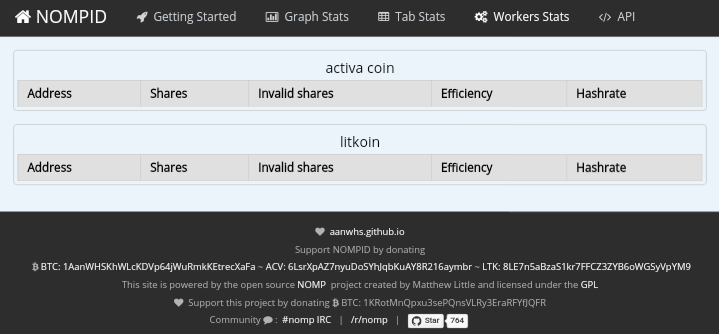 NOMPID Getting Started Graph Stats Tab Stats Workers Stats API
activa coin
Address Shares Invalid shares Efficiency Hashrate
litkoin
Address Shares Invalid shares Efficiency Hashrate
aanwhs.github.io
Support NOMPID by donating
BTC: 1AanWHSKhWLcKDVp64jWuRmkKEtrecXaFa ~ ACV: 6LsrXpAZ7nyuDoSYhJqbKuAY8R216aymbr ~ LTK: 8LE7n5aBzaS1kr7FFCZ3ZYB6oWGSyVpYM9
This site is powered by the open source NOMP project created by Matthew Little and licensed under the GPL
Support this project by donating BTC: 1KRotMnQpxu3sePQnsVLRy3EraRFYfJQFR
Community : #nomp IRC | /r/nomp | Star 764